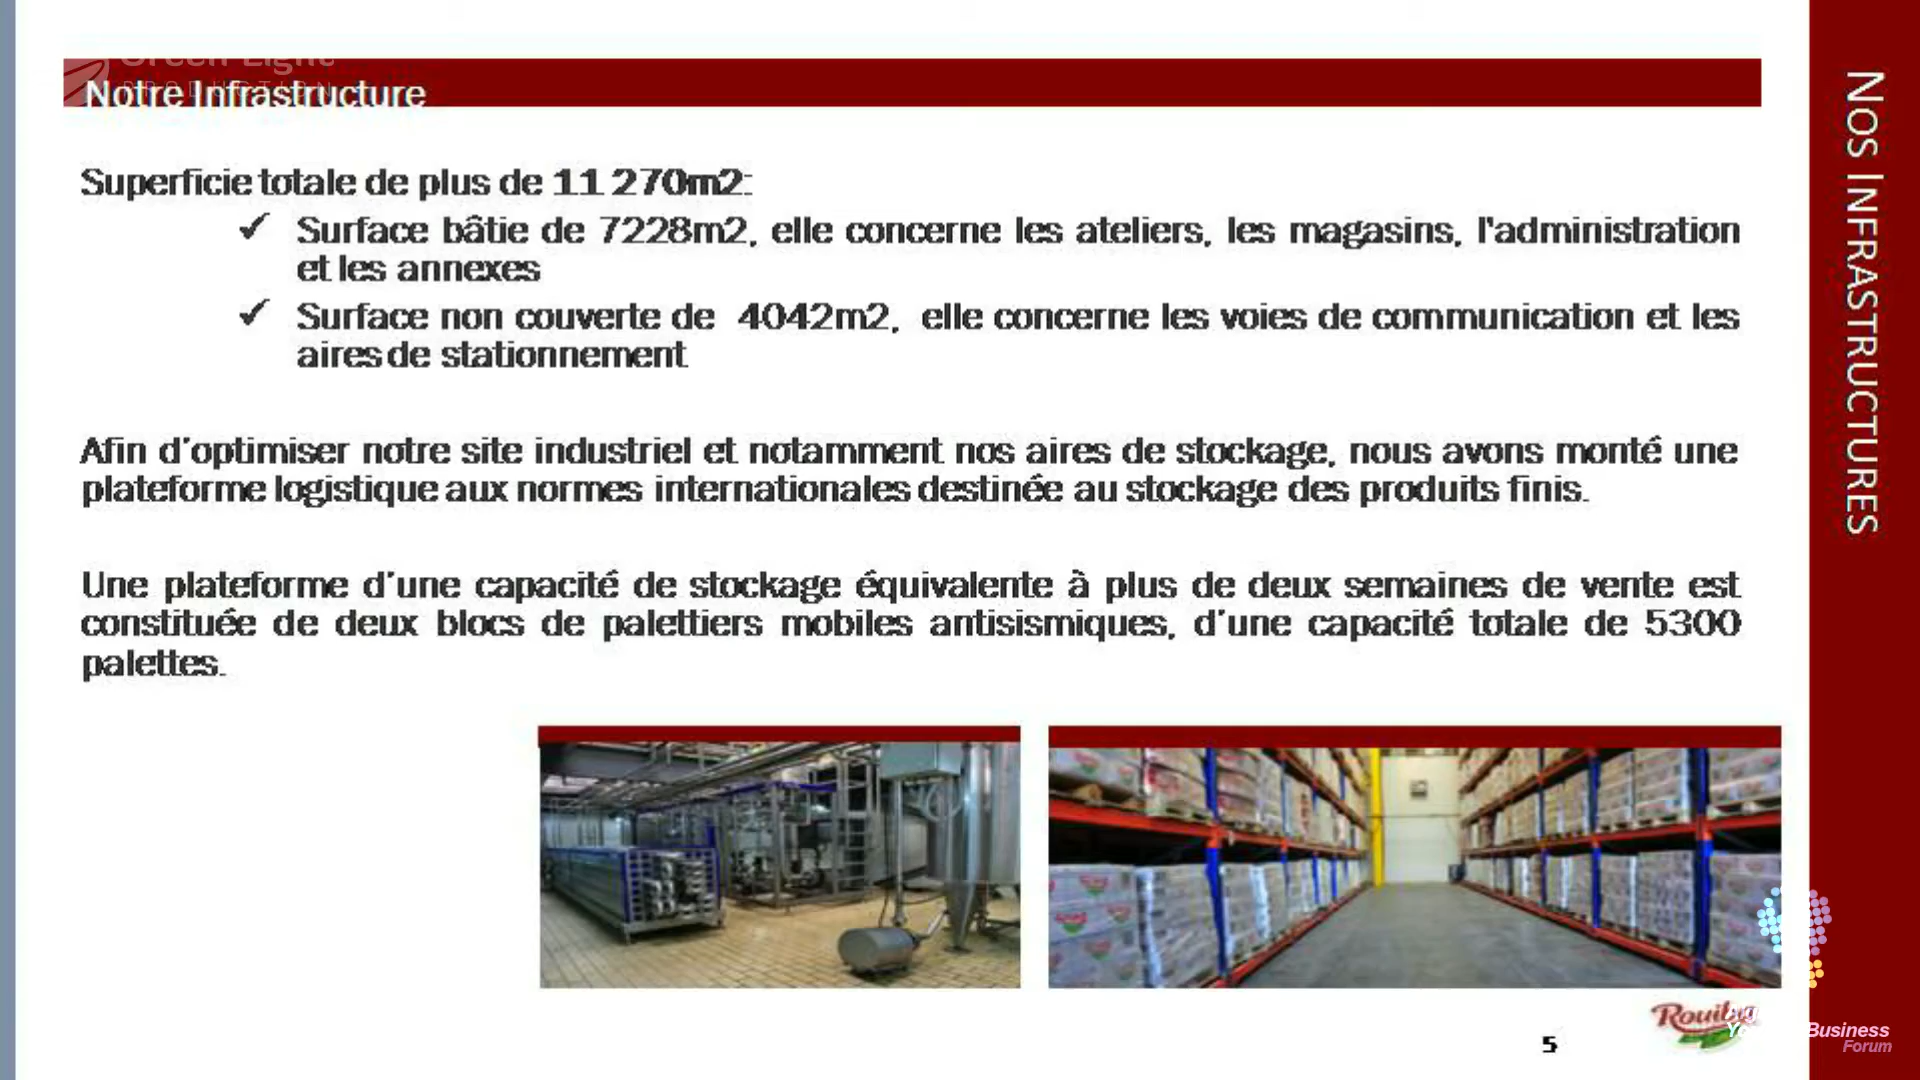 Green Light
PRODUCTION
Notre Infrastructure
Superficie totale de plus de 11 270m2:
✓ Surface bâtie de 7228m2, elle concerne les ateliers, les magasins, l'administration
et les annexes
✓ Surface non couverte de 4042m2, elle concerne les voies de communication et les
aires de stationnement
Afin d'optimiser notre site industriel et notamment nos aires de stockage, nous avons monté une
plateforme logistique aux normes internationales destinée au stockage des produits finis.
Une plateforme d'une capacité de stockage équivalente à plus de deux semaines de vente est
constituée de deux blocs de palettiers mobiles antisismiques, d'une capacité totale de 5300
palettes.
NOS INFRASTRUCTURES
Rouiba
5
Business
Forum